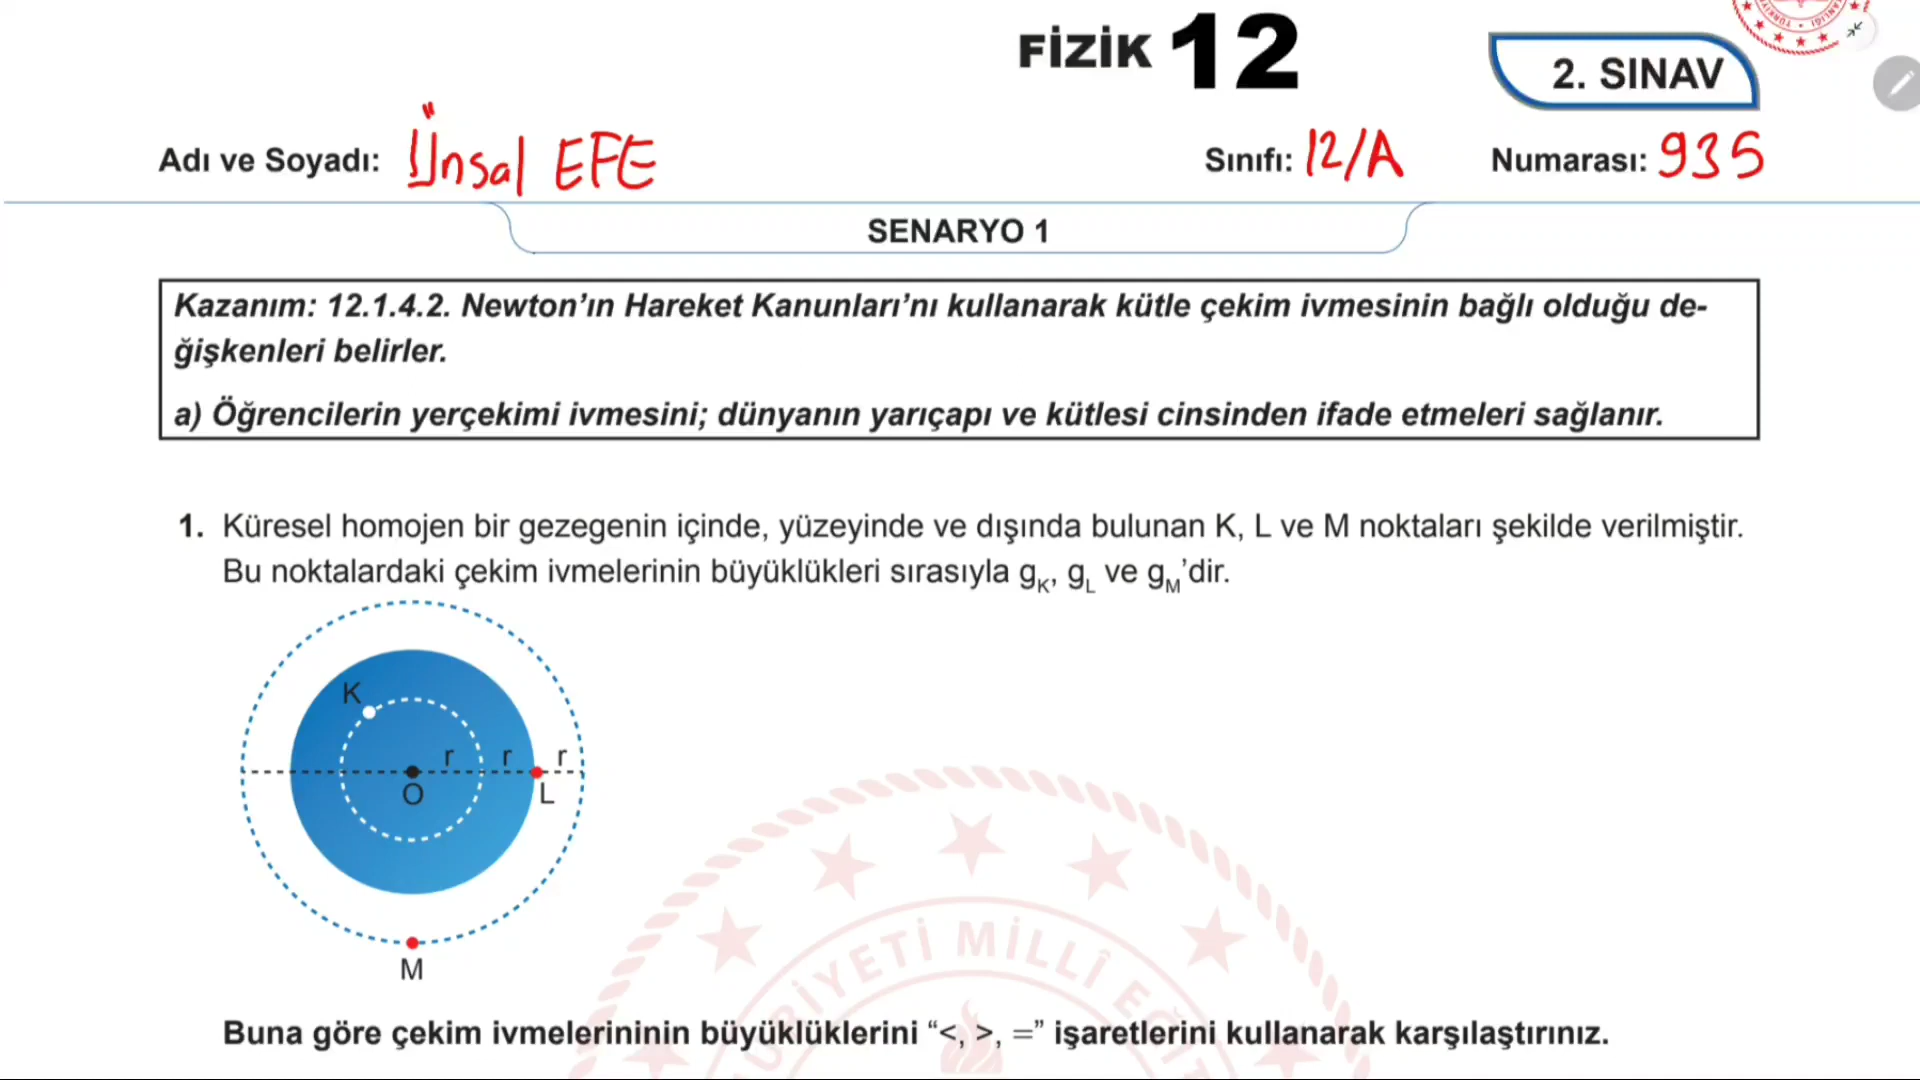 FİZİK 12
2. SINAV
Adı ve Soyadı: Ünsal EFE
Sınıfı: 12/A
Numarası: 935
SENARYO 1
Kazanım: 12.1.4.2. Newton’ın Hareket Kanunları’nı kullanarak kütle çekim ivmesinin bağlı olduğu de-
ğişkenleri belirler.
a) Öğrencilerin yerçekimi ivmesini; dünyanın yarıçapı ve kütlesi cinsinden ifade etmeleri sağlanır.
1. Küresel homojen bir gezegenin içinde, yüzeyinde ve dışında bulunan K, L ve M noktaları şekilde verilmiştir.
Bu noktalardaki çekim ivmelerinin büyüklükleri sırasıyla gK, gL ve gM’dir.
K
r r r
O L
M
Buna göre çekim ivmelerininin büyüklüklerini “<, >, =” işaretlerini kullanarak karşılaştırınız.